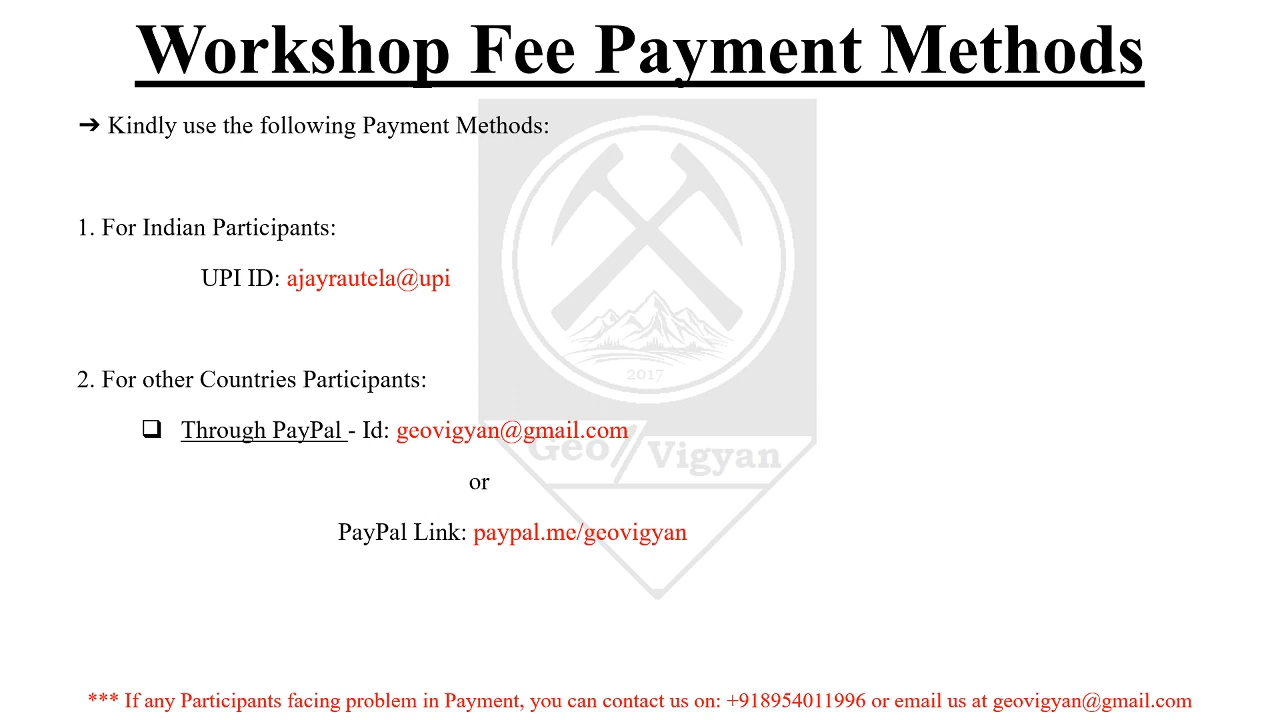 Workshop Fee Payment Methods
➔ Kindly use the following Payment Methods:
1. For Indian Participants:
UPI ID: ajayrautela@upi
2. For other Countries Participants:
❑ Through PayPal - Id: geovigyan@gmail.com
or
PayPal Link: paypal.me/geovigyan
2017
Geo Vigyan
*** If any Participants facing problem in Payment, you can contact us on: +918954011996 or email us at geovigyan@gmail.com